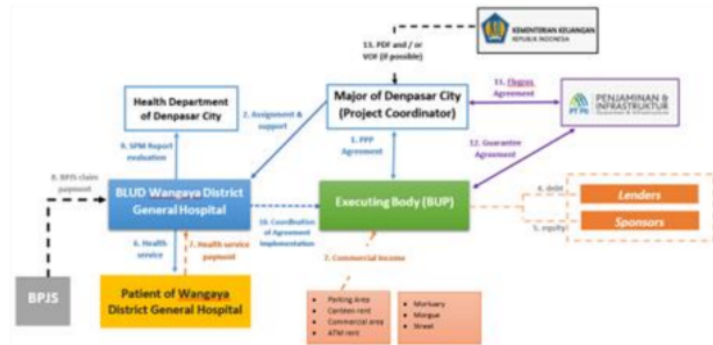 KEMENTERIAN KEUANGAN
REPUBLIK INDONESIA
13. PDF and / or
VGF (if possible)
Health Department
of Denpasar City
2. Assignment &
support
Major of Denpasar City
(Project Coordinator)
11. Regres
Agreement
PT PII
PENJAMINAN &
INFRASTRUKTUR
9. SPM Report
evaluation
1. PPP
Agreement
12. Guarantee
Agreement
8. BPJS claim
payment
BLUD Wangaya District
General Hospital
Executing Body (BUP)
4. debt
Lenders
5. equity
Sponsors
10. Coordination
of Agreement
Implementation
6. Health
service
7. Health service
payment
7. Commercial Income
BPJS
Patient of Wangaya
District General Hospital
• Parking Area
• Canteen rent
• Commercial area
• ATM rent
• Mortuary
• Morgue
• Street